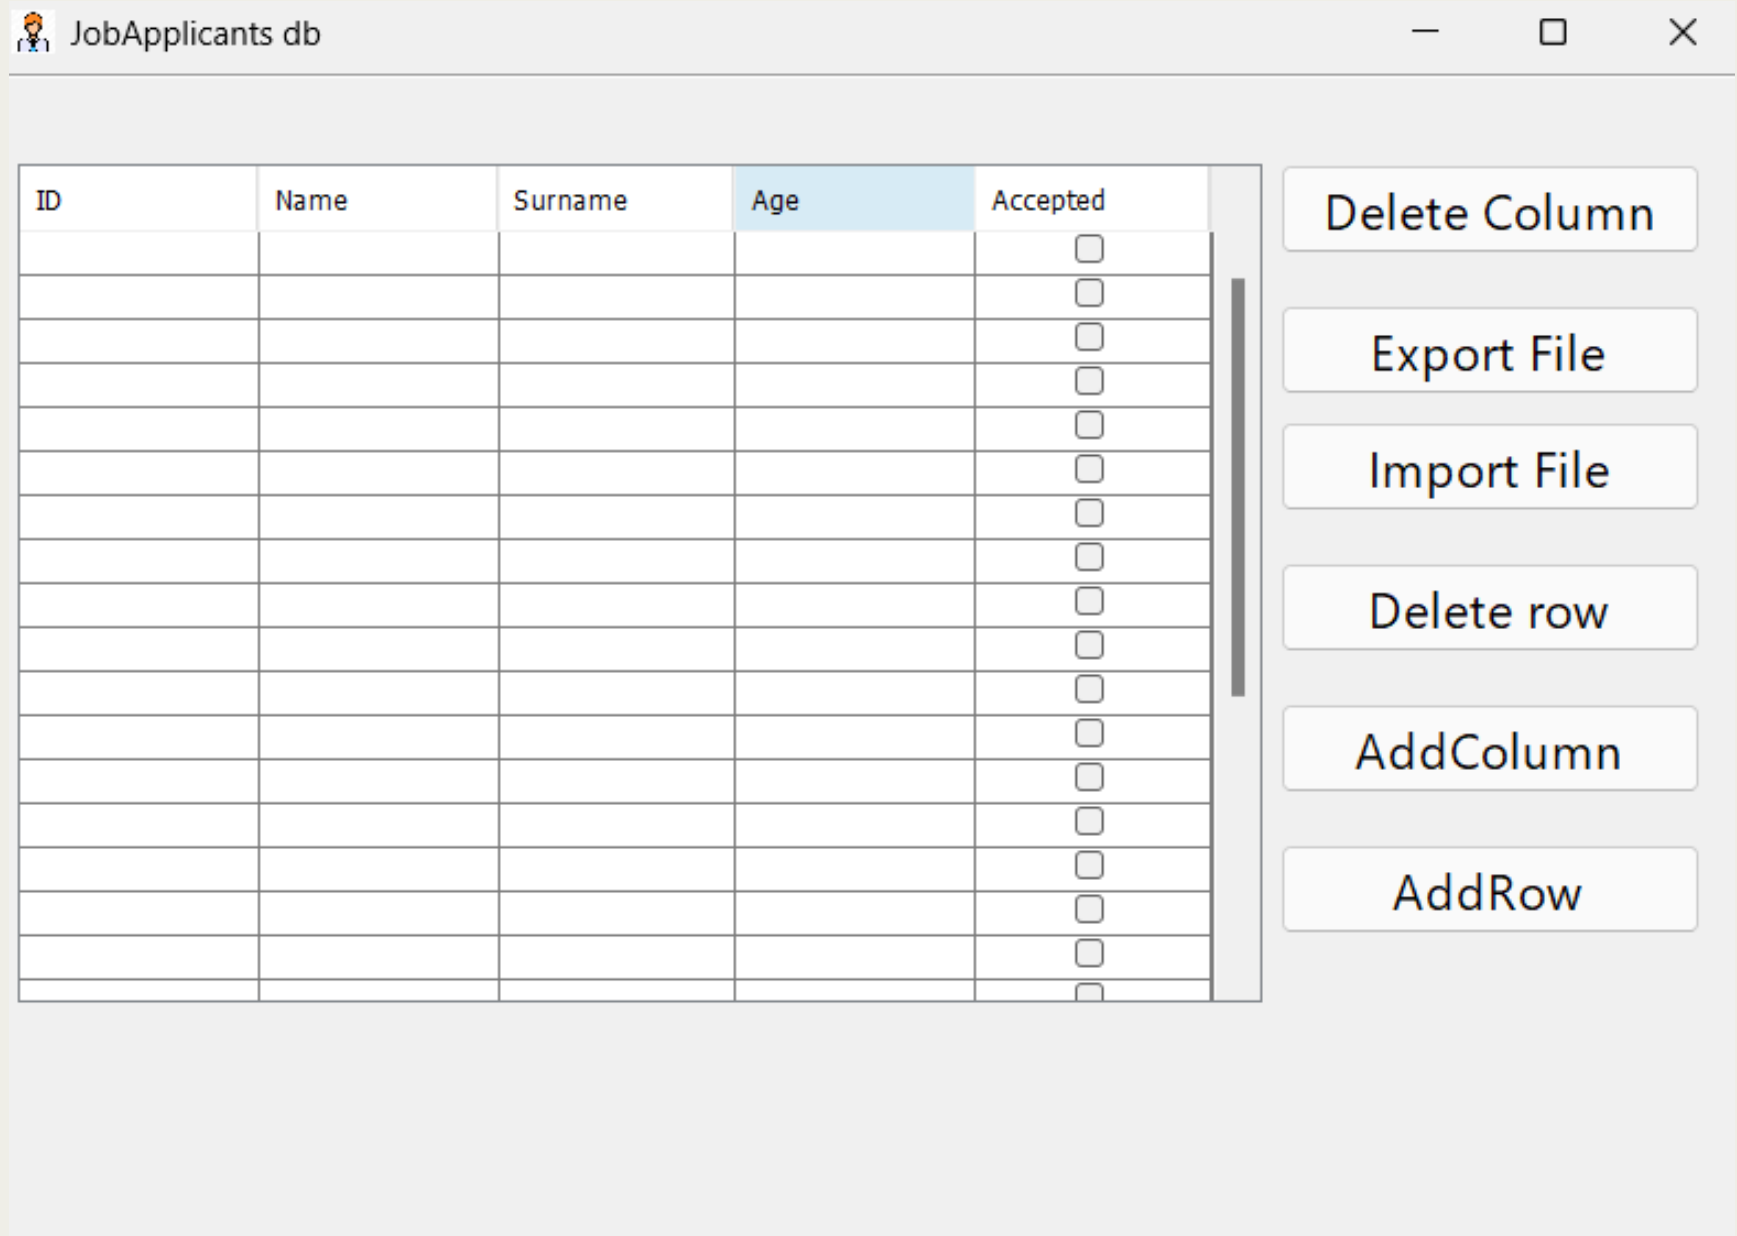 JobApplicants db
ID Name Surname Age Accepted
Delete Column
Export File
Import File
Delete row
AddColumn
AddRow